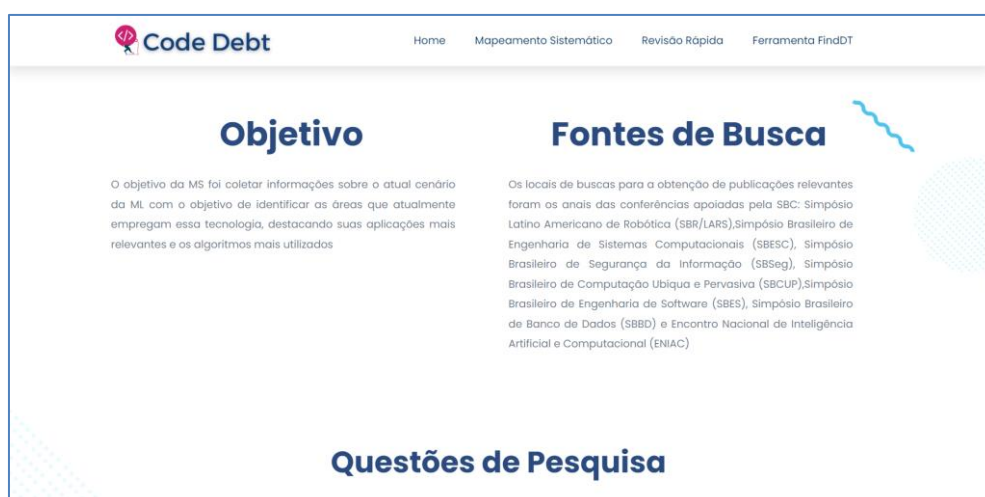 Code Debt
Home Mapeamento Sistemático Revisão Rápida Ferramenta FindDT
Objetivo
O objetivo da MS foi coletar informações sobre o atual cenário
da ML com o objetivo de identificar as áreas que atualmente
empregam essa tecnologia, destacando suas aplicações mais
relevantes e os algoritmos mais utilizados
Fontes de Busca
Os locais de buscas para a obtenção de publicações relevantes
foram os anais das conferências apoiadas pela SBC: Simpósio
Latino Americano de Robótica (SBR/LARS),Simpósio Brasileiro de
Engenharia de Sistemas Computacionais (SBESC), Simpósio
Brasileiro de Segurança da Informação (SBSeg), Simpósio
Brasileiro de Computação Ubiqua e Pervasiva (SBCUP),Simpósio
Brasileiro de Engenharia de Software (SBES), Simpósio Brasileiro
de Banco de Dados (SBBD) e Encontro Nacional de Inteligência
Artificial e Computacional (ENIAC)
Questões de Pesquisa